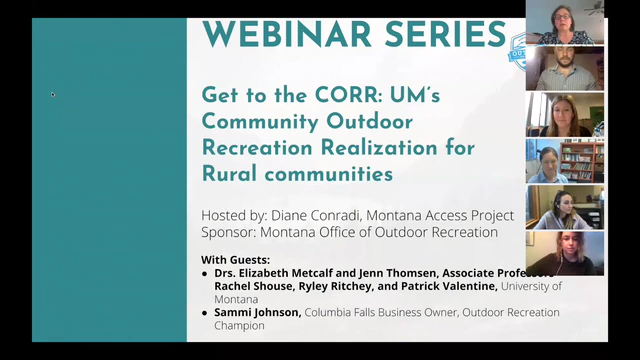 WEBINAR SERIES
Get to the CORR: UM's
Community Outdoor
Recreation Realization for
Rural communities
Hosted by: Diane Conradi, Montana Access Project
Sponsor: Montana Office of Outdoor Recreation
With Guests:
● Drs. Elizabeth Metcalf and Jenn Thomsen, Associate Professors
Rachel Shouse, Ryley Ritchey, and Patrick Valentine, University of
Montana
● Sammi Johnson, Columbia Falls Business Owner, Outdoor Recreation
Champion